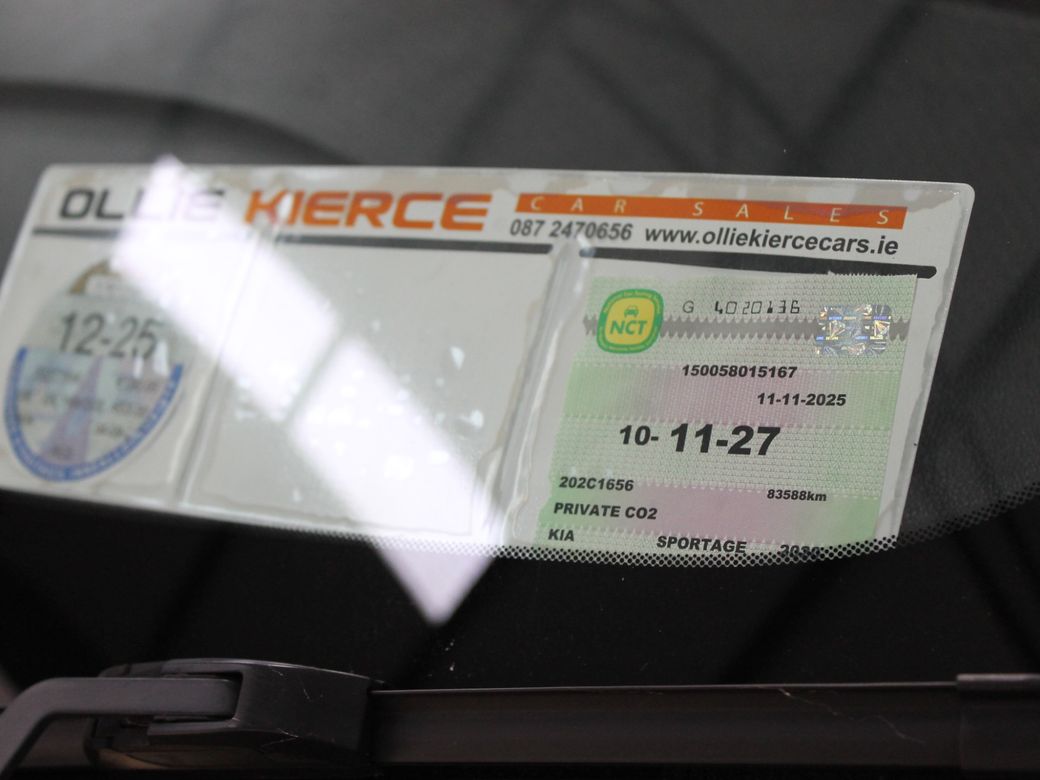 OLLIE KIERCE CAR SALES
087 2470656 www.olliekiercecars.ie
12-25
NCT
G 4020136
150058015167
11-11-2025
10-11-27
202C1656 83588km
PRIVATE CO2
KIA SPORTAGE